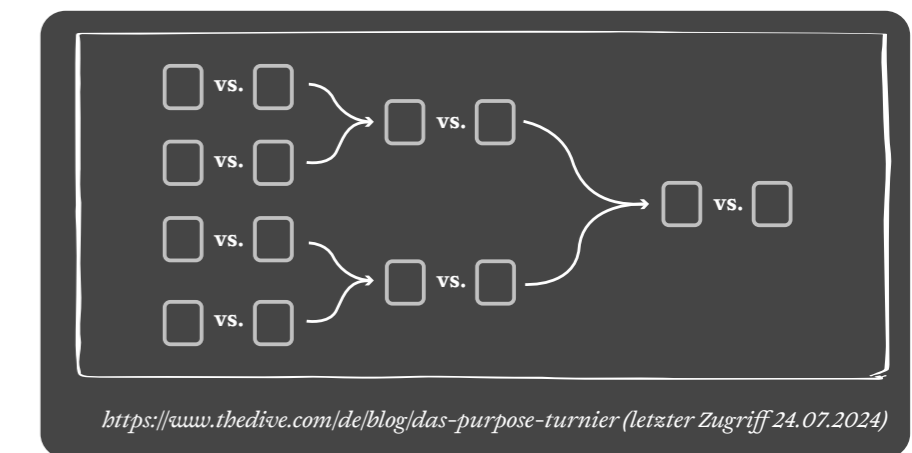 vs.
vs.
vs.
vs.
vs.
vs.
vs.
https://www.thedive.com/de/blog/das-purpose-turnier (letzter Zugriff 24.07.2024)